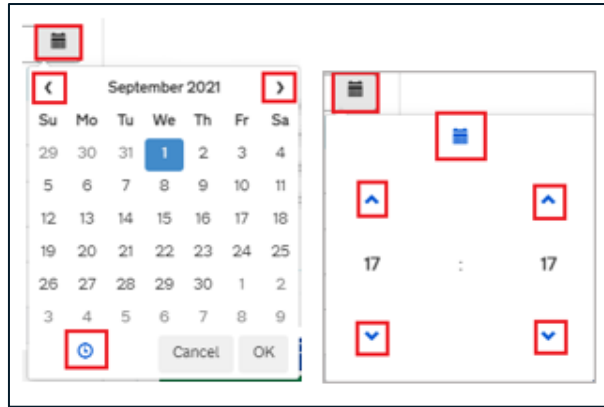 September 2021
Su Mo Tu We Th Fr Sa
29 30 31 1 2 3 4
5 6 7 8 9 10 11
12 13 14 15 16 17 18
19 20 21 22 23 24 25
26 27 28 29 30 1 2
3 4 5 6 7 8 9
Cancel OK
17 : 17